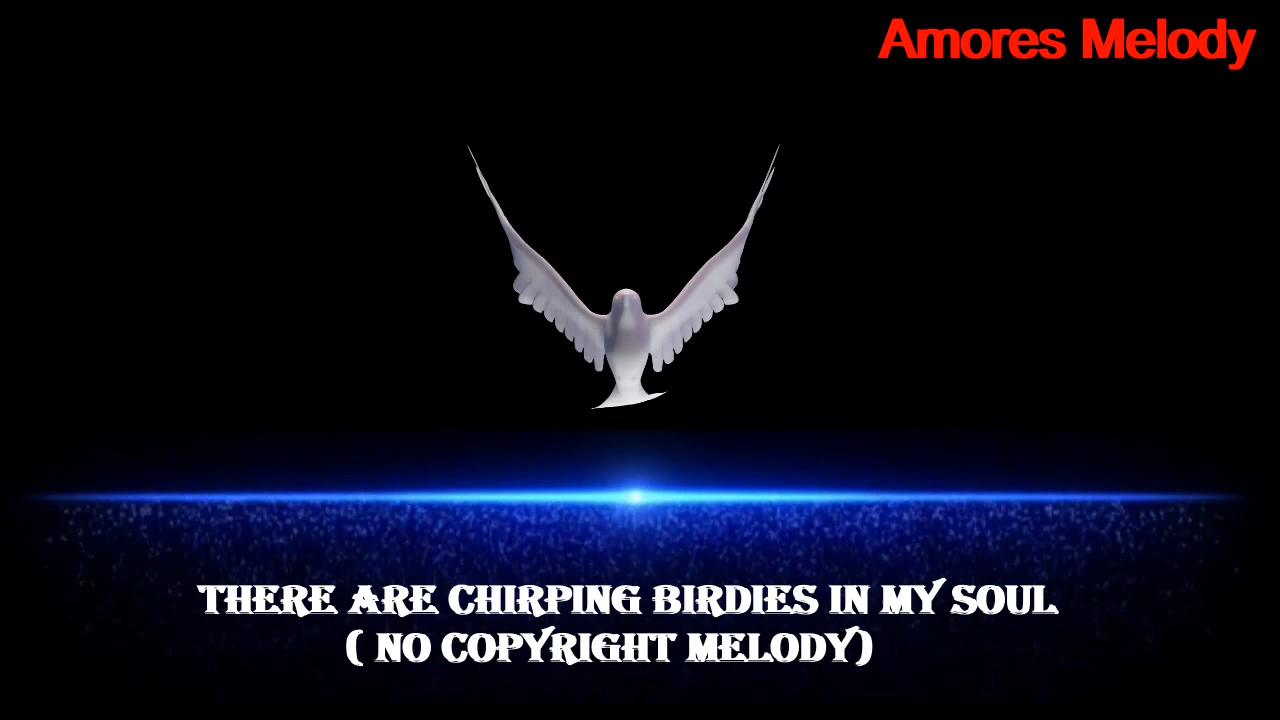 Amores Melody
THERE ARE CHIRPING BIRDIES IN MY SOUL
( NO COPYRIGHT MELODY)